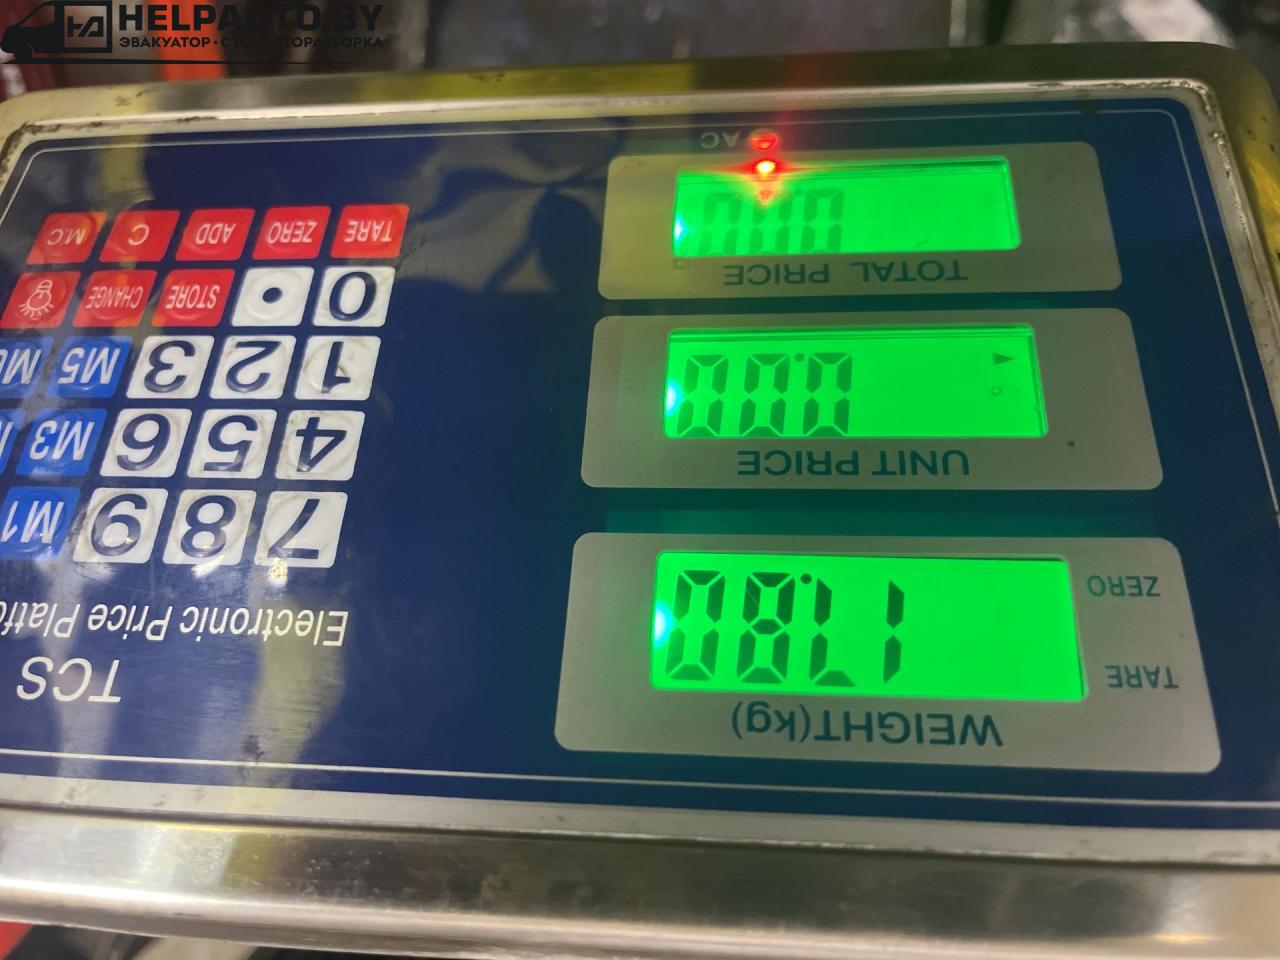 HELPAUTO.BY
ЭВАКУАТОР • СТО • АВТОРАЗБОРКА
WEIGHT(kg)
TARE
17.80
ZERO
UNIT PRICE
0.00
TOTAL PRICE
0.00
AC
TCS
Electronic Price
7 8 9 M1
4 5 6 M3
1 2 3 M5
0 • STORE CHANGE
TARE ZERO ADD C M.C